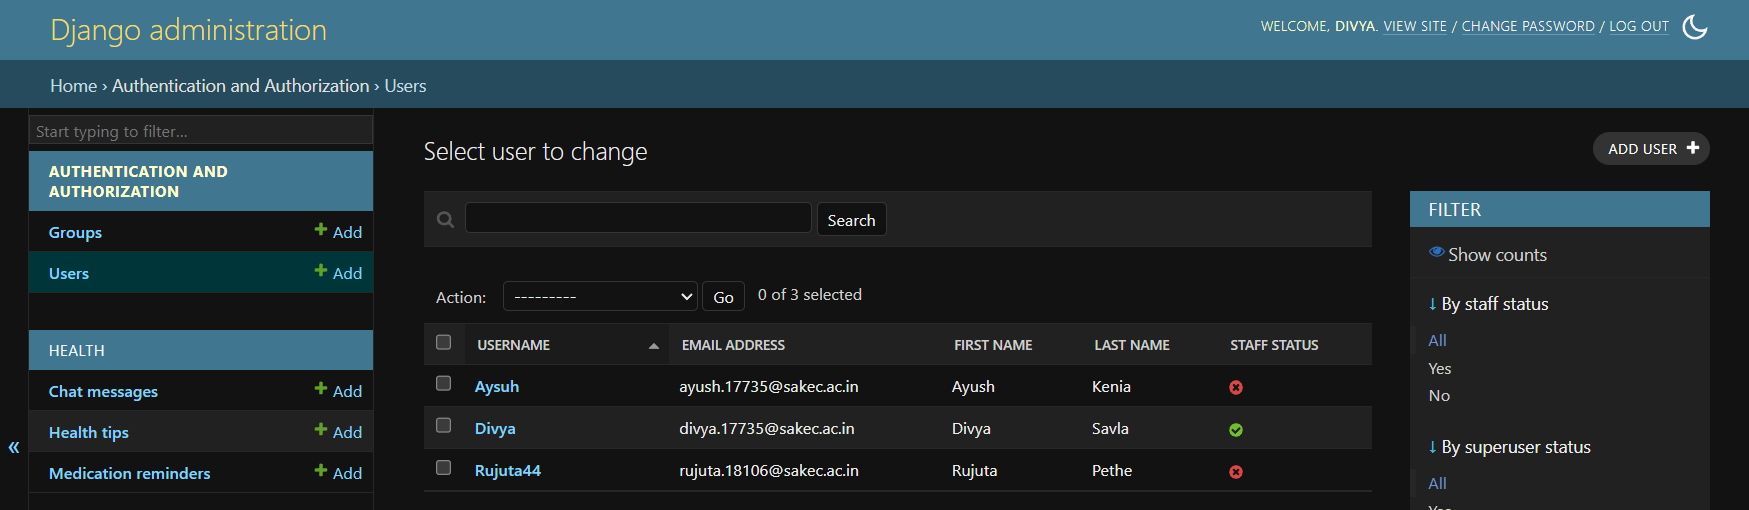 Django administration
WELCOME, DIVYA. VIEW SITE / CHANGE PASSWORD / LOG OUT
Home › Authentication and Authorization › Users
Start typing to filter...
AUTHENTICATION AND
AUTHORIZATION
Groups + Add
Users + Add
HEALTH
Chat messages + Add
Health tips + Add
Medication reminders + Add
«
Select user to change
ADD USER +
Search
Action: --------- Go 0 of 3 selected
USERNAME EMAIL ADDRESS FIRST NAME LAST NAME STAFF STATUS
Aysuh ayush.17735@sakec.ac.in Ayush Kenia
Divya divya.17735@sakec.ac.in Divya Savla
Rujuta44 rujuta.18106@sakec.ac.in Rujuta Pethe
FILTER
Show counts
↓ By staff status
All
Yes
No
↓ By superuser status
All